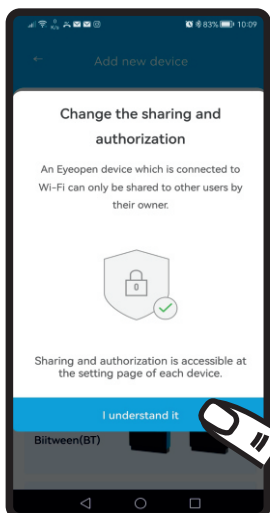 83% 10:09
Add new device
Change the sharing and
authorization
An Eyeopen device which is connected to
Wi-Fi can only be shared to other users by
their owner.
0
Sharing and authorization is accessible at
the setting page of each device.
I understand it
Biitween(BT)